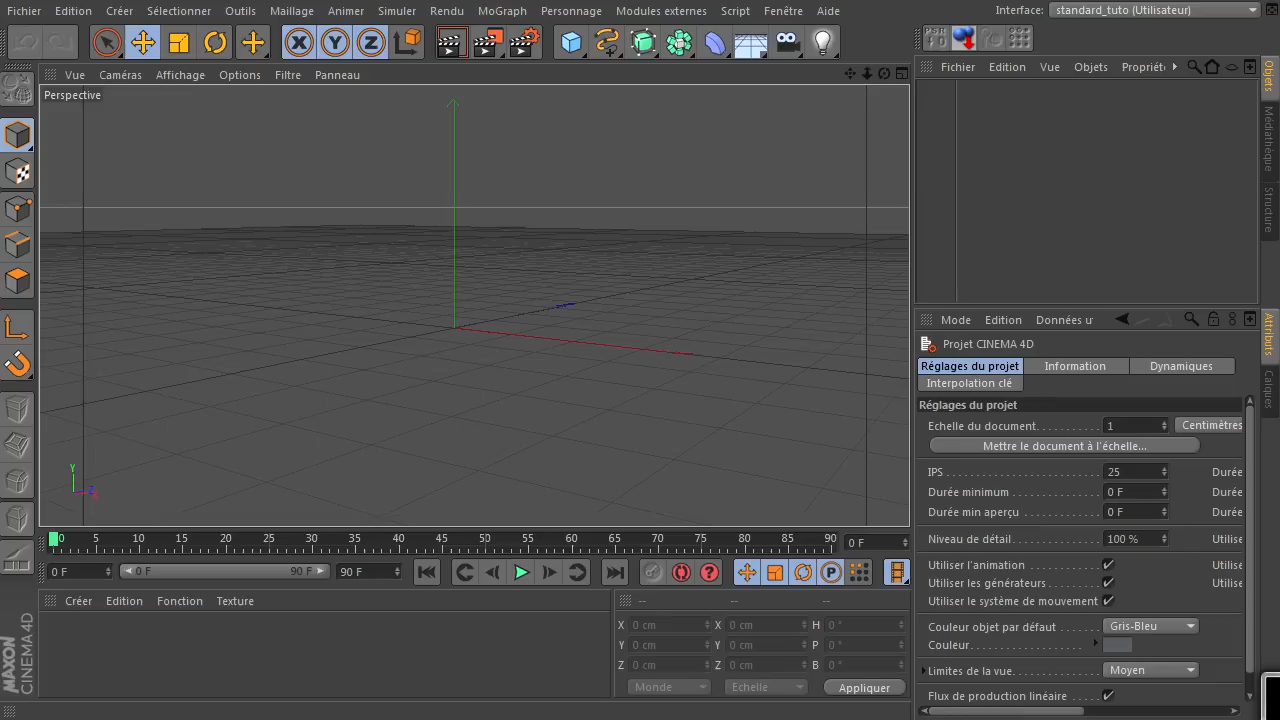 Fichier Edition Créer Sélectionner Outils Maillage Animer Simuler Rendu MoGraph Personnage Modules externes Script Fenêtre Aide Interface: standard_tuto (Utilisateur)
X Y Z PSR
Vue Caméras Affichage Options Filtre Panneau Fichier Edition Vue Objets Propriét
Perspective
Objets
Médiathèque
Structure
Mode Edition Données u
Attributs
Calques
Projet CINEMA 4D
Réglages du projet Information Dynamiques
Interpolation clé
Réglages du projet
Echelle du document 1 Centimètres
Mettre le document à l'échelle...
IPS 25 Durée
Durée minimum 0 F Durée
Durée min aperçu 0 F Durée
Niveau de détail 100 % Utilise
Utiliser l'animation Utilise
Utiliser les générateurs Utilise
Utiliser le système de mouvement
Couleur objet par défaut Gris-Bleu
Couleur
Limites de la vue Moyen
Flux de production linéaire
Y
Z
X
0 5 10 15 20 25 30 35 40 45 50 55 60 65 70 75 80 85 90 0 F
0 F 0 F 90 F 90 F P
Créer Edition Fonction Texture -- -- --
X 0 cm X 0 cm H 0 °
Y 0 cm Y 0 cm P 0 °
Z 0 cm Z 0 cm B 0 °
Monde Echelle Appliquer
MAXON
CINEMA 4D